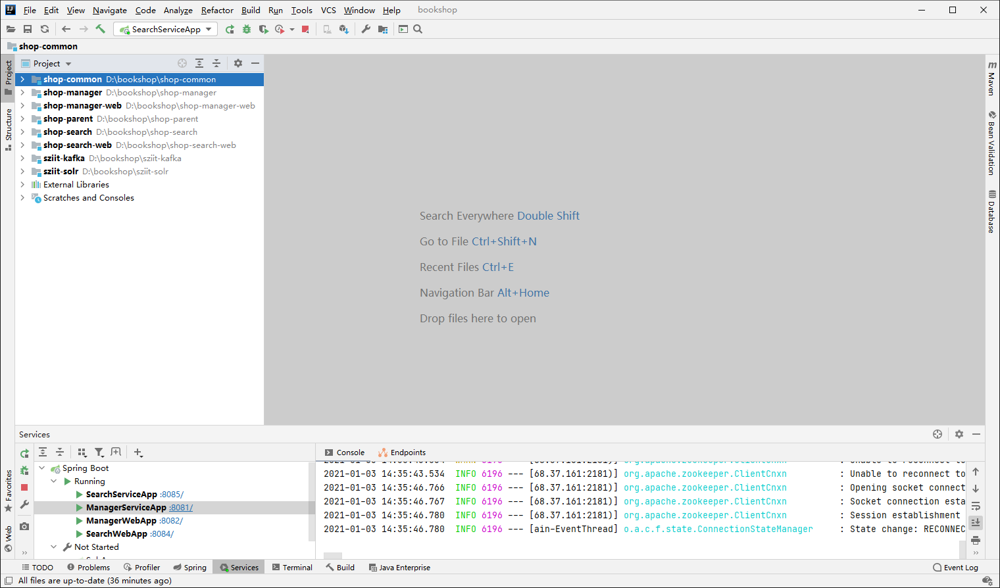 File Edit View Navigate Code Analyze Refactor Build Run Tools VCS Window Help bookshop
SearchServiceApp
shop-common
Project
shop-common D:\bookshop\shop-common
shop-manager D:\bookshop\shop-manager
shop-manager-web D:\bookshop\shop-manager-web
shop-parent D:\bookshop\shop-parent
shop-search D:\bookshop\shop-search
shop-search-web D:\bookshop\shop-search-web
sziit-kafka D:\bookshop\sziit-kafka
sziit-solr D:\bookshop\sziit-solr
External Libraries
Scratches and Consoles
Project
Structure
Favorites
Web
Search Everywhere Double Shift
Go to File Ctrl+Shift+N
Recent Files Ctrl+E
Navigation Bar Alt+Home
Drop files here to open
Maven
Bean Validation
Database
Services
Console Endpoints
Spring Boot
Running
SearchServiceApp :8085/
ManagerServiceApp :8081/
ManagerWebApp :8082/
SearchWebApp :8084/
Not Started
2021-01-03 14:35:43.534 INFO 6196 --- [68.37.161:2181)] org.apache.zookeeper.ClientCnxn : Unable to reconnect to
2021-01-03 14:35:46.766 INFO 6196 --- [68.37.161:2181)] org.apache.zookeeper.ClientCnxn : Opening socket connect
2021-01-03 14:35:46.767 INFO 6196 --- [68.37.161:2181)] org.apache.zookeeper.ClientCnxn : Socket connection esta
2021-01-03 14:35:46.780 INFO 6196 --- [68.37.161:2181)] org.apache.zookeeper.ClientCnxn : Session establishment
2021-01-03 14:35:46.780 INFO 6196 --- [ain-EventThread] o.a.c.f.state.ConnectionStateManager : State change: RECONNEC
TODO Problems Profiler Spring Services Terminal Build Java Enterprise Event Log
All files are up-to-date (36 minutes ago)